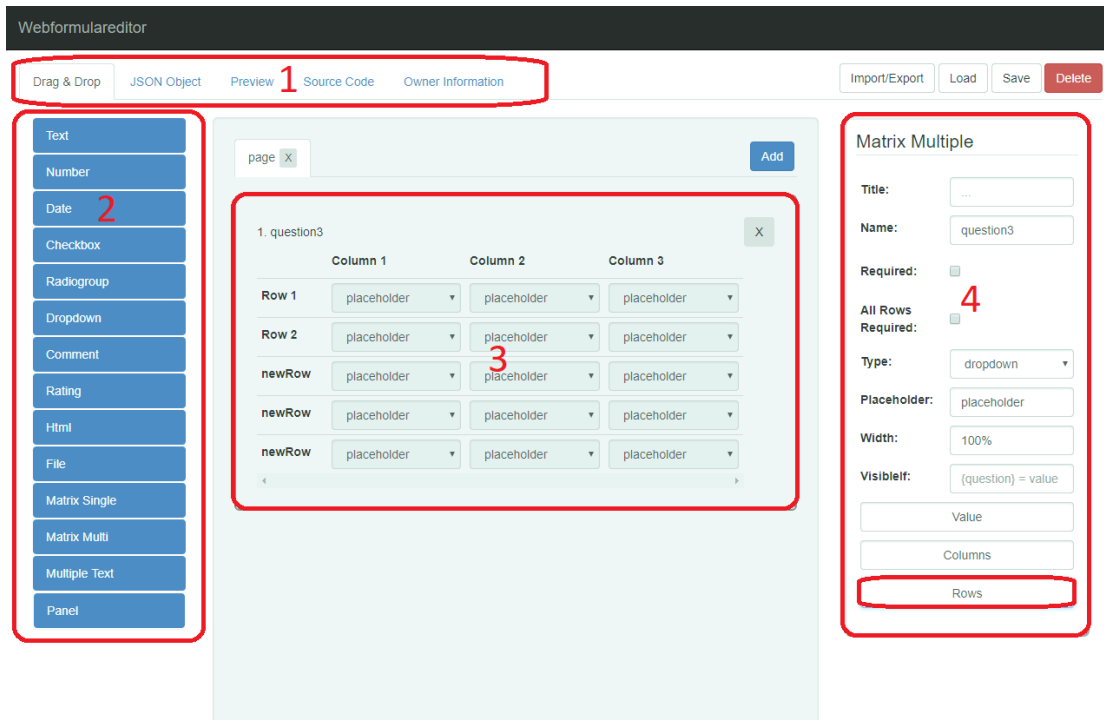 Webformulareditor
Drag & Drop JSON Object Preview 1 Source Code Owner Information Import/Export Load Save Delete
Text
Number
Date 2
Checkbox
Radiogroup
Dropdown
Comment
Rating
Html
File
Matrix Single
Matrix Multi
Multiple Text
Panel
page X Add
1. question3 X
Column 1 Column 2 Column 3
Row 1 placeholder placeholder placeholder
Row 2 placeholder placeholder placeholder
3
newRow placeholder placeholder placeholder
newRow placeholder placeholder placeholder
newRow placeholder placeholder placeholder
Matrix Multiple
Title: ...
Name: question3
Required:
4
All Rows
Required:
Type: dropdown
Placeholder: placeholder
Width: 100%
VisibleIf: {question} = value
Value
Columns
Rows